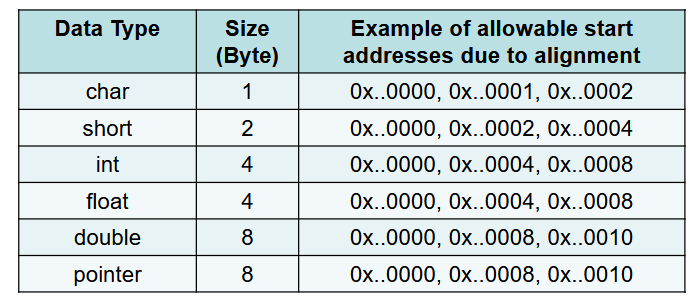 Data Type Size (Byte) Example of allowable start addresses due to alignment
char 1 0x..0000, 0x..0001, 0x..0002
short 2 0x..0000, 0x..0002, 0x..0004
int 4 0x..0000, 0x..0004, 0x..0008
float 4 0x..0000, 0x..0004, 0x..0008
double 8 0x..0000, 0x..0008, 0x..0010
pointer 8 0x..0000, 0x..0008, 0x..0010